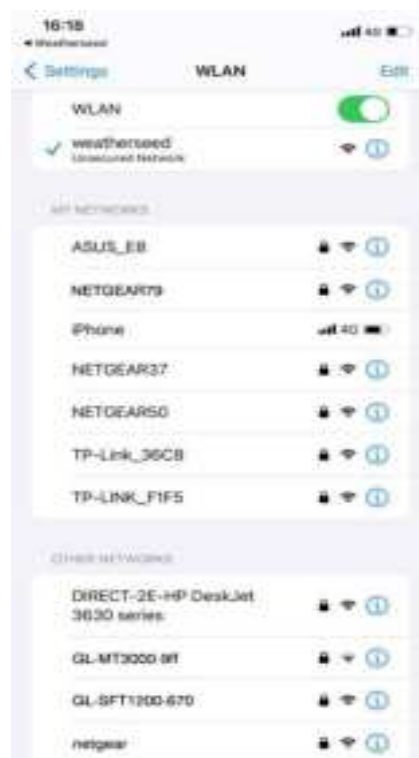 16:18
4G
Weatherseed
Settings
WLAN
Edit
WLAN
weatherseed
Unsecured Network
MY NETWORKS
ASUS_E8
NETGEAR79
iPhone
4G
NETGEAR37
NETGEAR50
TP-Link_36C8
TP-LINK_F1F5
OTHER NETWORKS
DIRECT-2E-HP DeskJet
3630 series
GL-MT3000-9ff
GL-SFT1200-670
netgear